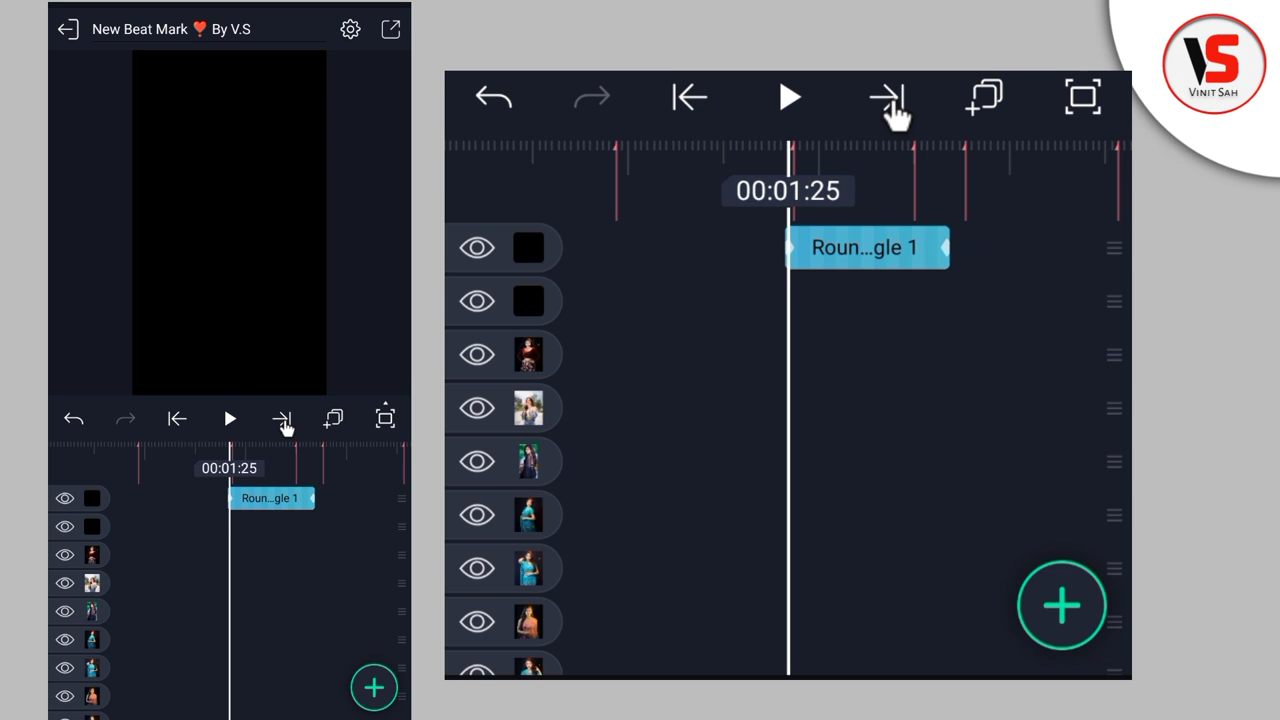 New Beat Mark ❤️ By V.S
00:01:25
Roun...gle 1
00:01:25
Roun...gle 1
VS
VINIT SAH